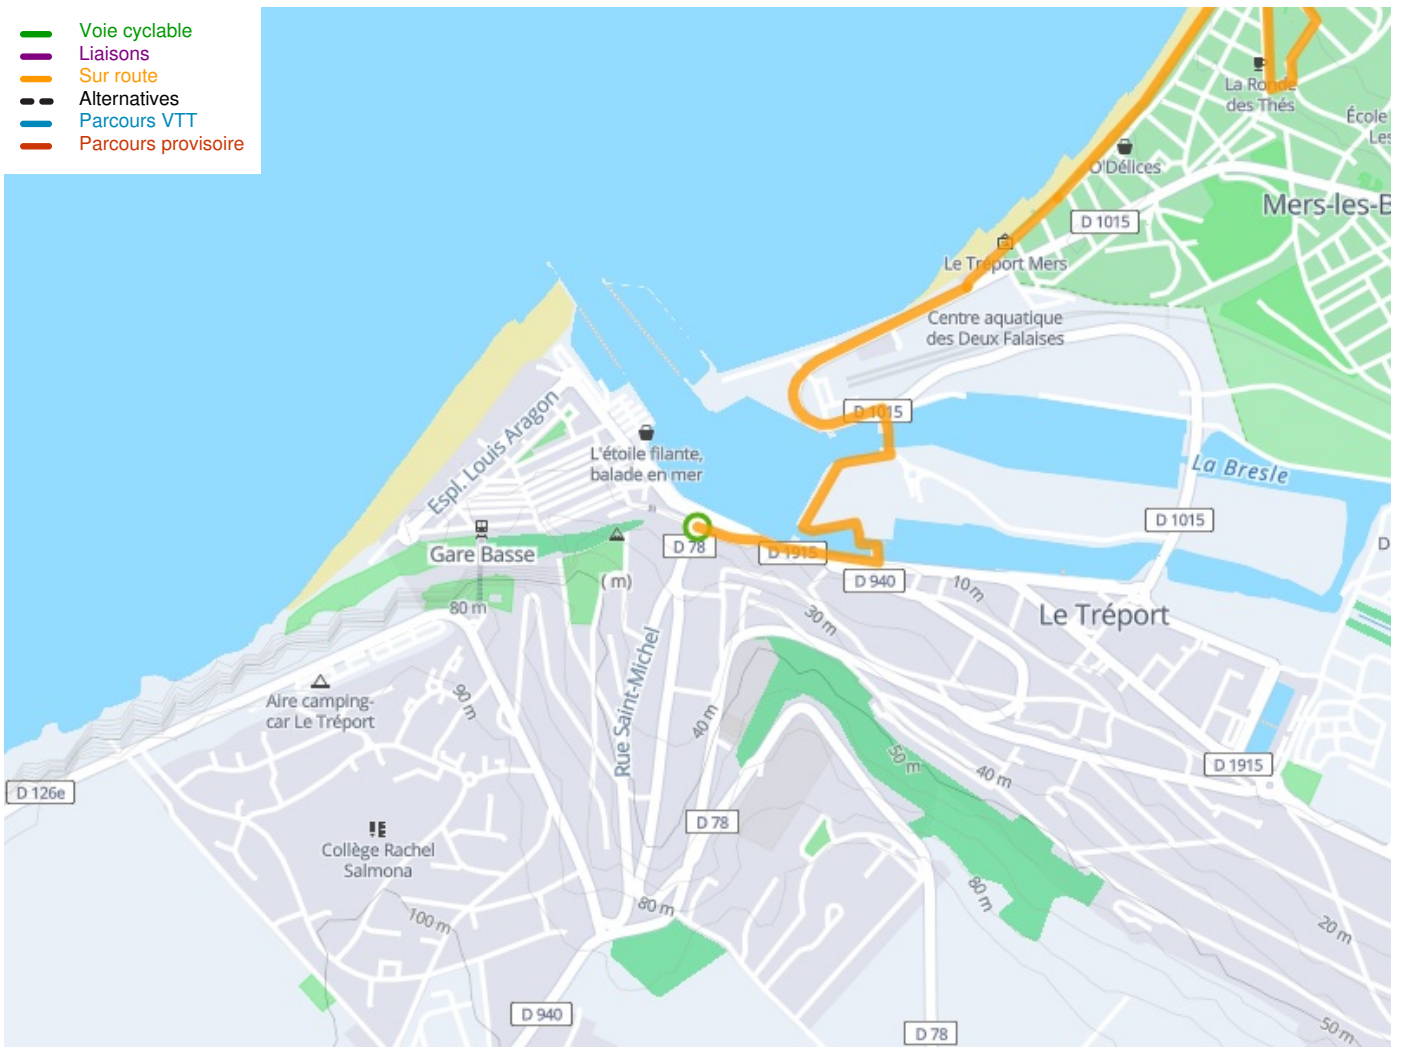 Voie cyclable
Liaisons
Sur route
Alternatives
Parcours VTT
Parcours provisoire
La Ronde
des Thés
École
Les
O'Délices
Mers-les-B
D 1015
Le Tréport Mers
Centre aquatique
des Deux Falaises
D 1015
Espl. Louis Aragon
L'étoile filante,
balade en mer
La Bresle
D 1015
Gare Basse
D 78
D 1915
D
( m)
D 940
10 m
80 m
30 m
Le Tréport
Rue Saint-Michel
Aire camping-
car Le Tréport
90 m
40 m
50 m
40 m
D 1915
D 126e
D 78
Collège Rachel
Salmona
80 m
80 m
100 m
20 m
D 940
D 78
50 m